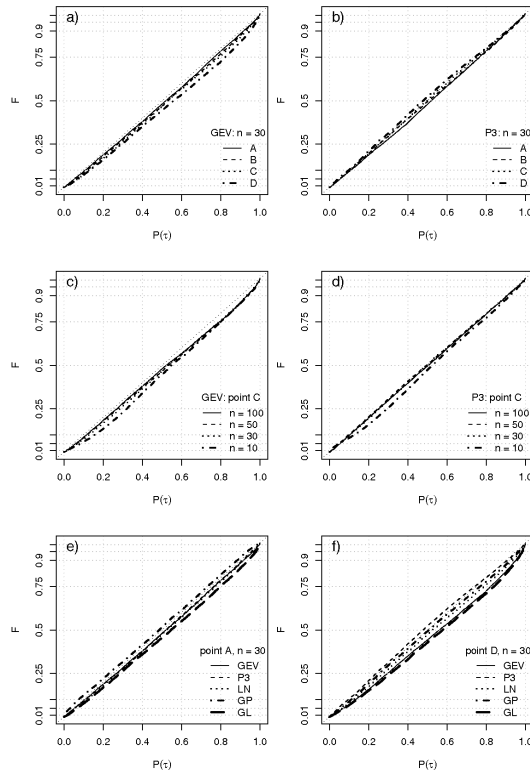 a)
F
0.01 0.25 0.5 0.75 0.9
GEV: n = 30
A
B
C
D
0.0 0.2 0.4 0.6 0.8 1.0
P(τ)
b)
F
0.01 0.25 0.5 0.75 0.9
P3: n = 30
A
B
C
D
0.0 0.2 0.4 0.6 0.8 1.0
P(τ)
c)
F
0.01 0.25 0.5 0.75 0.9
GEV: point C
n = 100
n = 50
n = 30
n = 10
0.0 0.2 0.4 0.6 0.8 1.0
P(τ)
d)
F
0.01 0.25 0.5 0.75 0.9
P3: point C
n = 100
n = 50
n = 30
n = 10
0.0 0.2 0.4 0.6 0.8 1.0
P(τ)
e)
F
0.01 0.25 0.5 0.75 0.9
point A, n = 30
GEV
P3
LN
GP
GL
0.0 0.2 0.4 0.6 0.8 1.0
P(τ)
f)
F
0.01 0.25 0.5 0.75 0.9
point D, n = 30
GEV
P3
LN
GP
GL
0.0 0.2 0.4 0.6 0.8 1.0
P(τ)